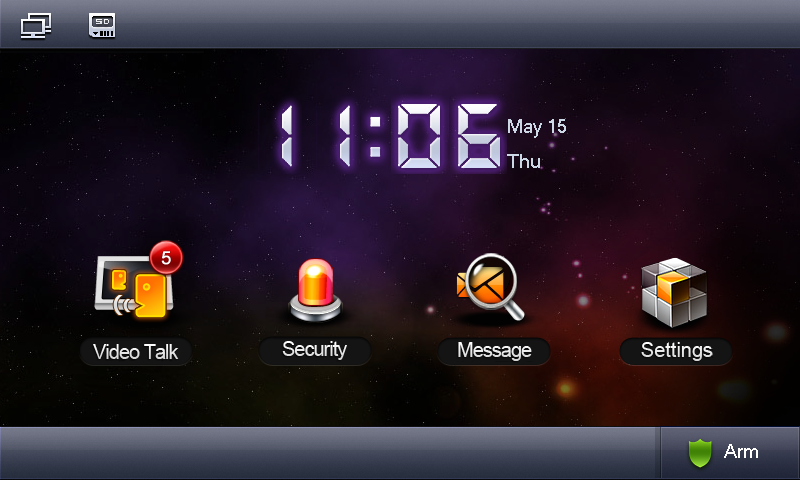 SD
11:06
May 15
Thu
5
Video Talk
Security
Message
Settings
Arm